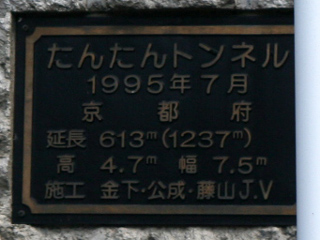 たんたんトンネル
1995年7月
京都府
延長 613m(1237m)
高 4.7m 幅 7.5m
施工 金下・公成・藤山J.V